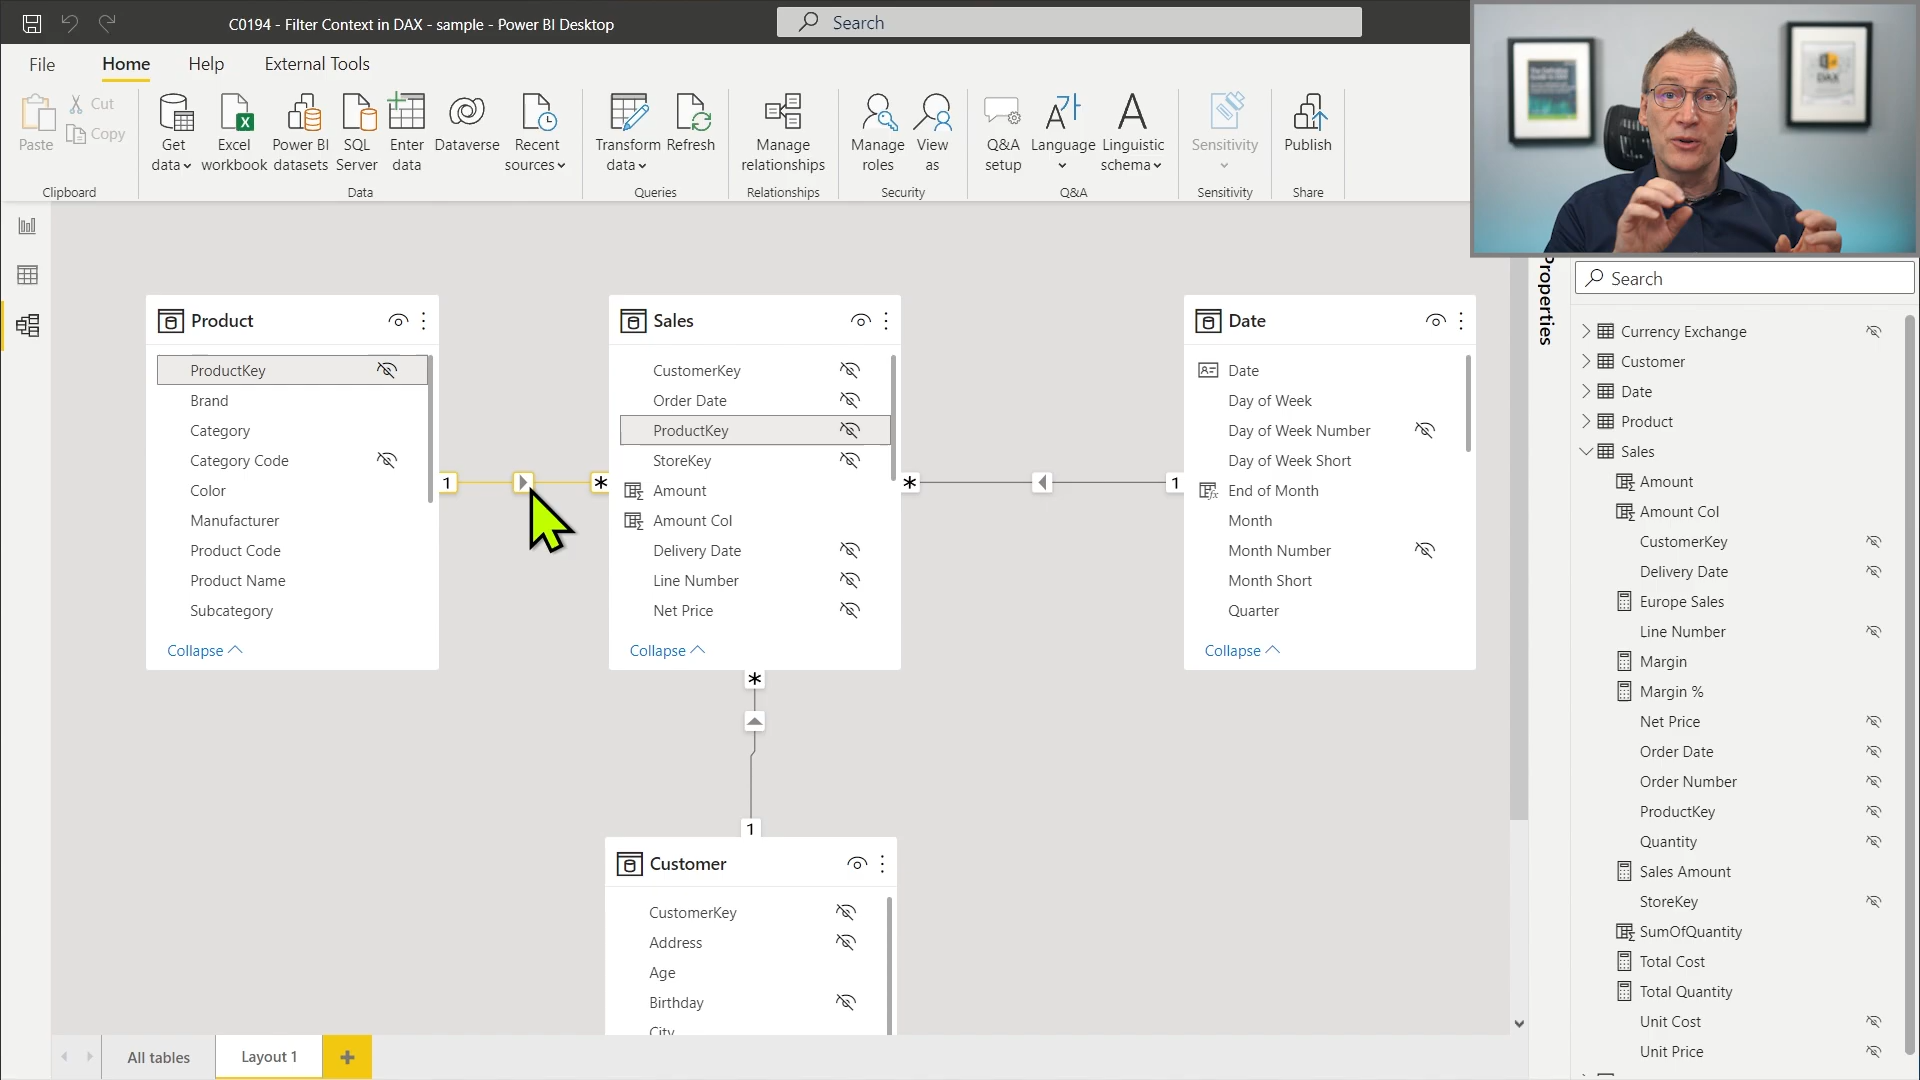 C0194 - Filter Context in DAX - sample - Power BI Desktop
Search
File
Home
Help
External Tools
Paste
Cut
Copy
Clipboard
Get data
Excel workbook
Power BI datasets
SQL Server
Enter data
Dataverse
Recent sources
Data
Transform data
Refresh
Queries
Manage relationships
Relationships
Manage roles
View as
Security
Q&A setup
Language
Linguistic schema
Q&A
Sensitivity
Sensitivity
Publish
Share
DAX
Product
ProductKey
Brand
Category
Category Code
Color
Manufacturer
Product Code
Product Name
Subcategory
Collapse
1
*
Sales
CustomerKey
Order Date
ProductKey
StoreKey
Amount
Amount Col
Delivery Date
Line Number
Net Price
Collapse
*
1
Date
Date
Day of Week
Day of Week Number
Day of Week Short
End of Month
Month
Month Number
Month Short
Quarter
Collapse
*
1
Customer
CustomerKey
Address
Age
Birthday
City
Properties
Search
Currency Exchange
Customer
Date
Product
Sales
Amount
Amount Col
CustomerKey
Delivery Date
Europe Sales
Line Number
Margin
Margin %
Net Price
Order Date
Order Number
ProductKey
Quantity
Sales Amount
StoreKey
SumOfQuantity
Total Cost
Total Quantity
Unit Cost
Unit Price
All tables
Layout 1
+